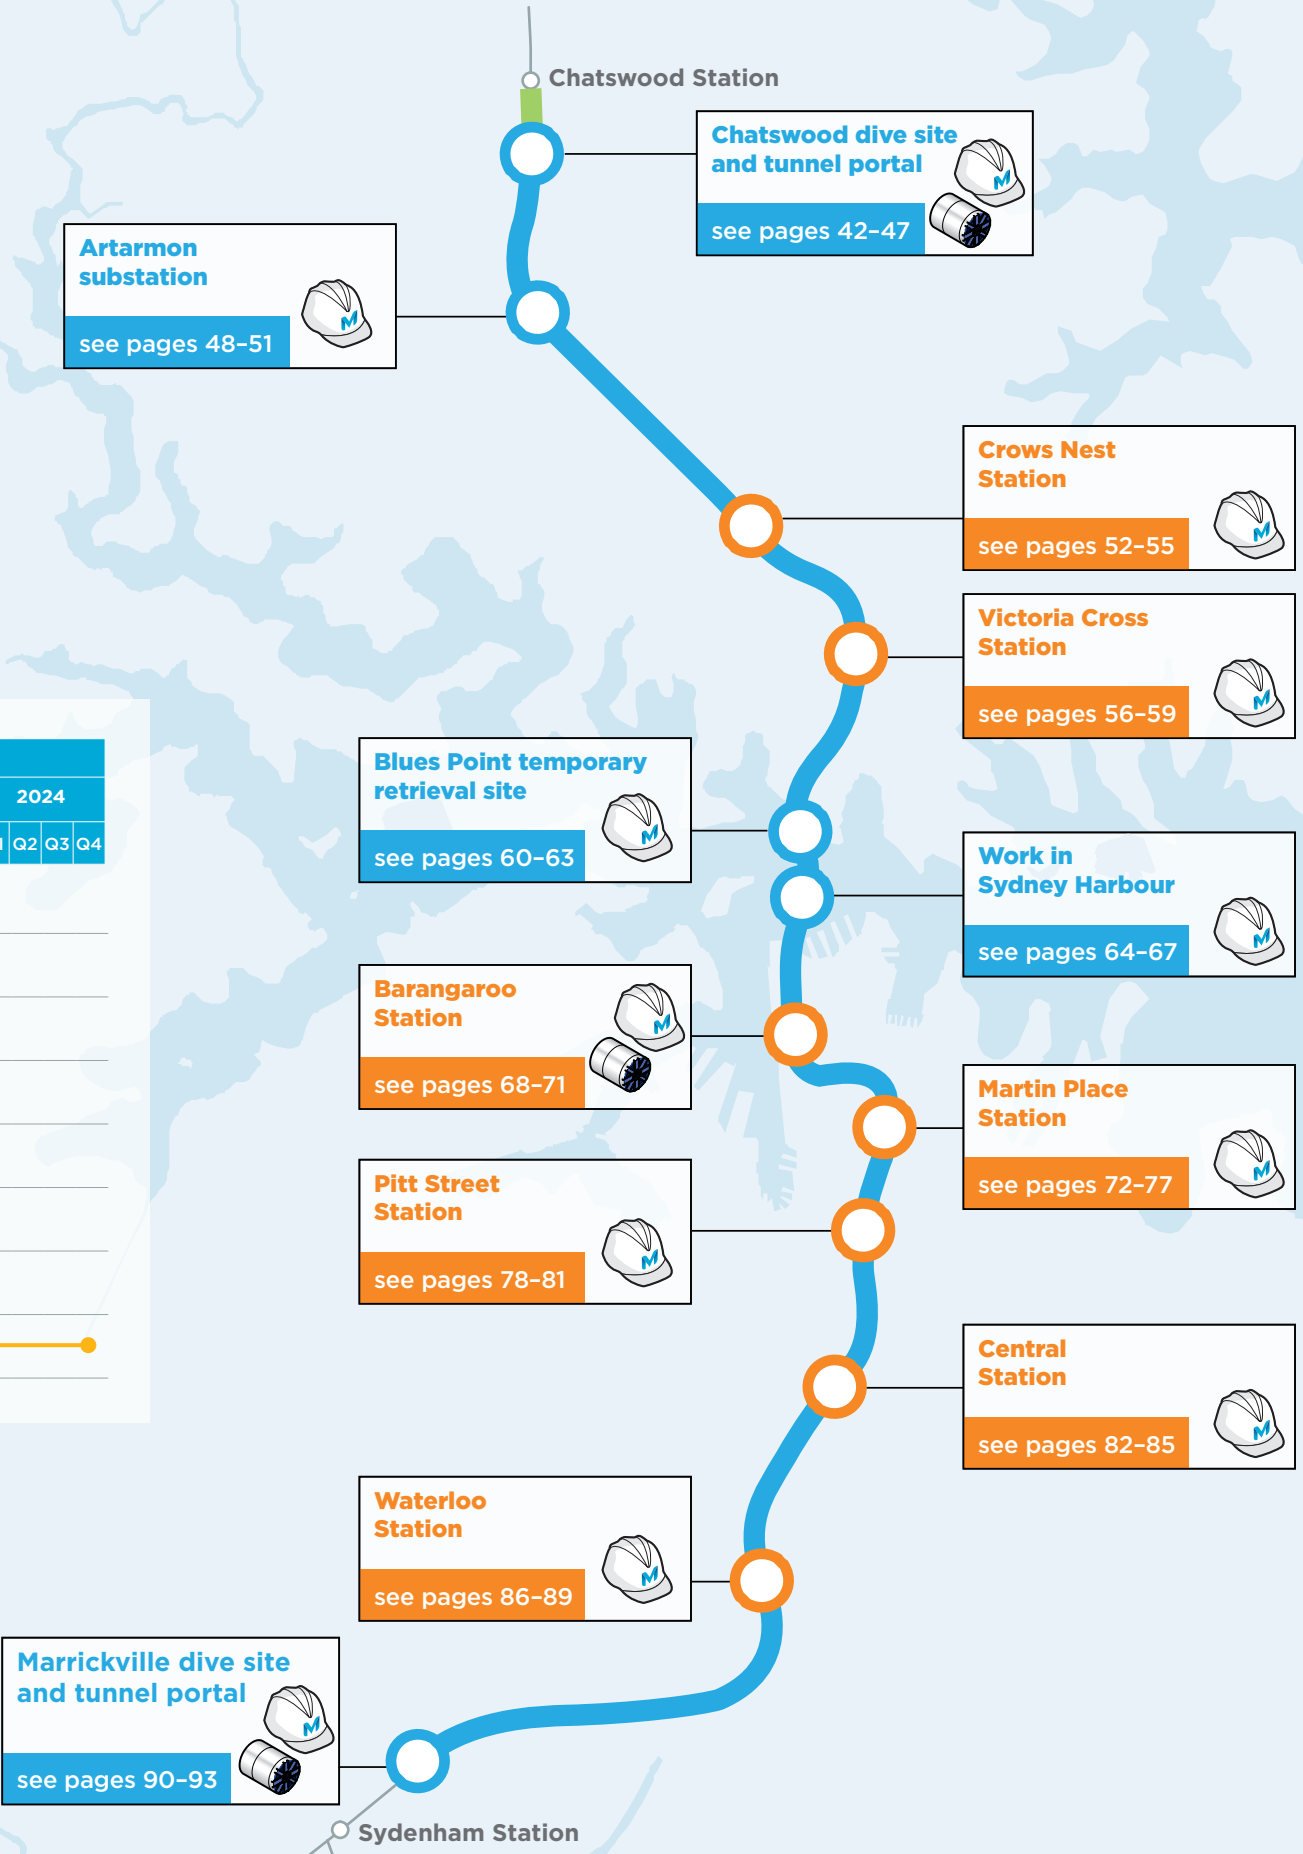 Chatswood Station
Chatswood dive site
and tunnel portal
see pages 42–47
Artarmon
substation
see pages 48–51
Crows Nest
Station
see pages 52–55
Victoria Cross
Station
see pages 56–59
Blues Point temporary
retrieval site
see pages 60–63
2024
Q2 Q3 Q4
Work in
Sydney Harbour
see pages 64–67
Barangaroo
Station
see pages 68–71
Martin Place
Station
see pages 72–77
Pitt Street
Station
see pages 78–81
Central
Station
see pages 82–85
Waterloo
Station
see pages 86–89
Marrickville dive site
and tunnel portal
see pages 90–93
Sydenham Station